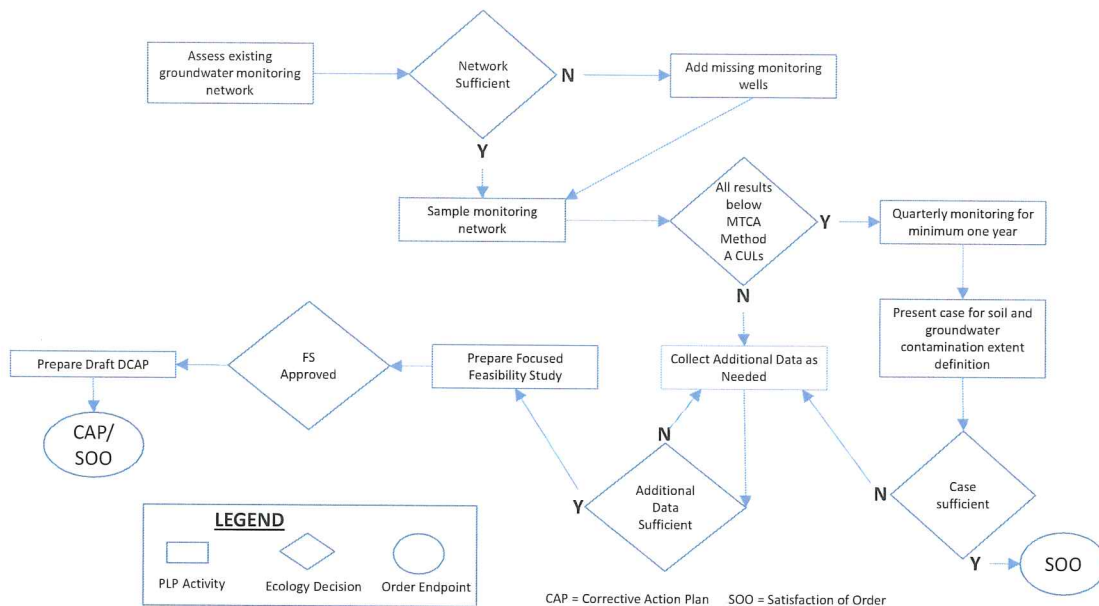 Assess existing
groundwater monitoring
network
Network
Sufficient
N
Add missing monitoring
wells
Y
Sample monitoring
network
All results
below
MTCA
Method
A CULs
Y
Quarterly monitoring for
minimum one year
N
Present case for soil and
groundwater
contamination extent
definition
Prepare Draft DCAP
FS
Approved
Prepare Focused
Feasibility Study
Collect Additional Data as
Needed
CAP/
SOO
N
Y
Additional
Data
Sufficient
N
Case
sufficient
Y
SOO
LEGEND
PLP Activity
Ecology Decision
Order Endpoint
CAP = Corrective Action Plan SOO = Satisfaction of Order